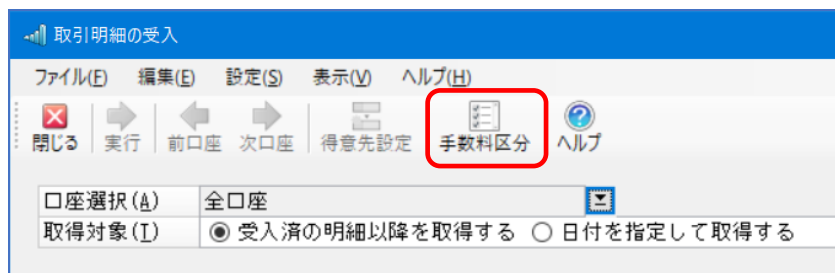 取引明細の受入
ファイル(F) 編集(E) 設定(S) 表示(V) ヘルプ(H)
閉じる 実行 前口座 次口座 得意先設定 手数料区分 ヘルプ
口座選択(A) 全口座
取得対象(T) 受入済の明細以降を取得する 日付を指定して取得する